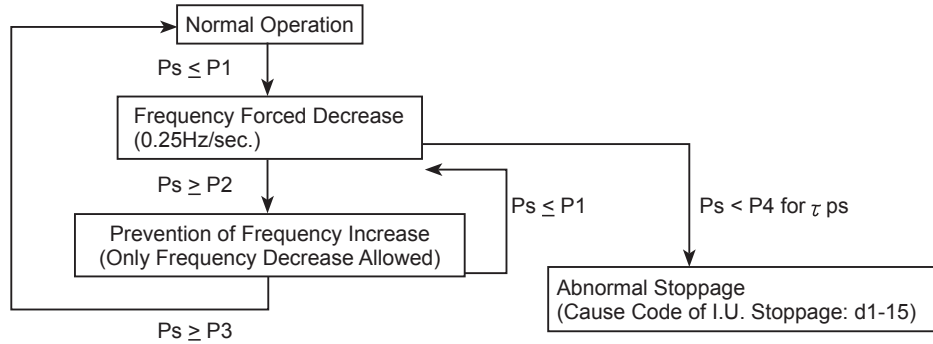 Normal Operation
Ps ≤ P1
Frequency Forced Decrease
(0.25Hz/sec.)
Ps ≥ P2
Ps ≤ P1
Ps < P4 for τ ps
Prevention of Frequency Increase
(Only Frequency Decrease Allowed)
Abnormal Stoppage
(Cause Code of I.U. Stoppage: d1-15)
Ps ≥ P3